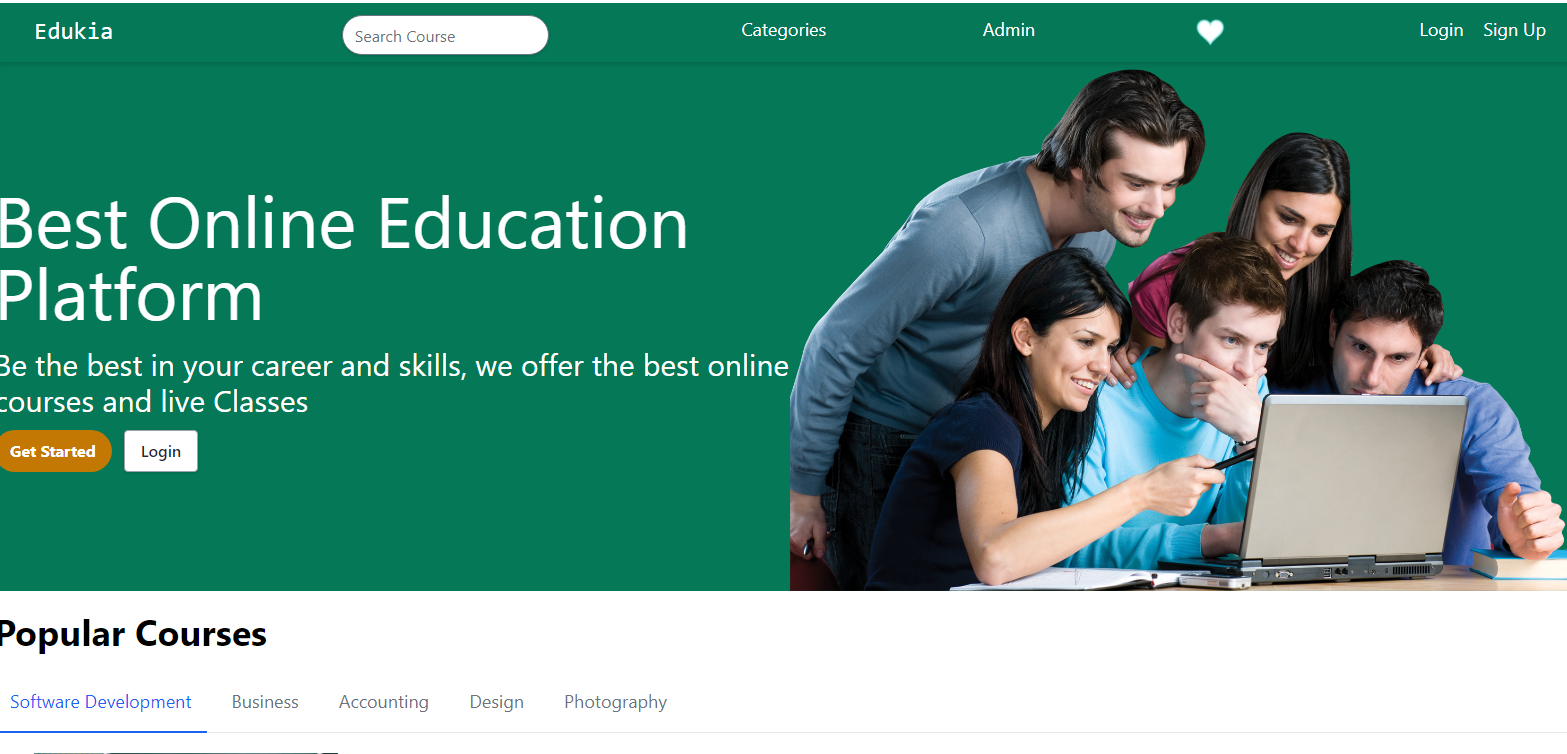 Edukia
Search Course
Categories
Admin
Login
Sign Up
Best Online Education
Platform
Be the best in your career and skills, we offer the best online
courses and live Classes
Get Started
Login
Popular Courses
Software Development
Business
Accounting
Design
Photography